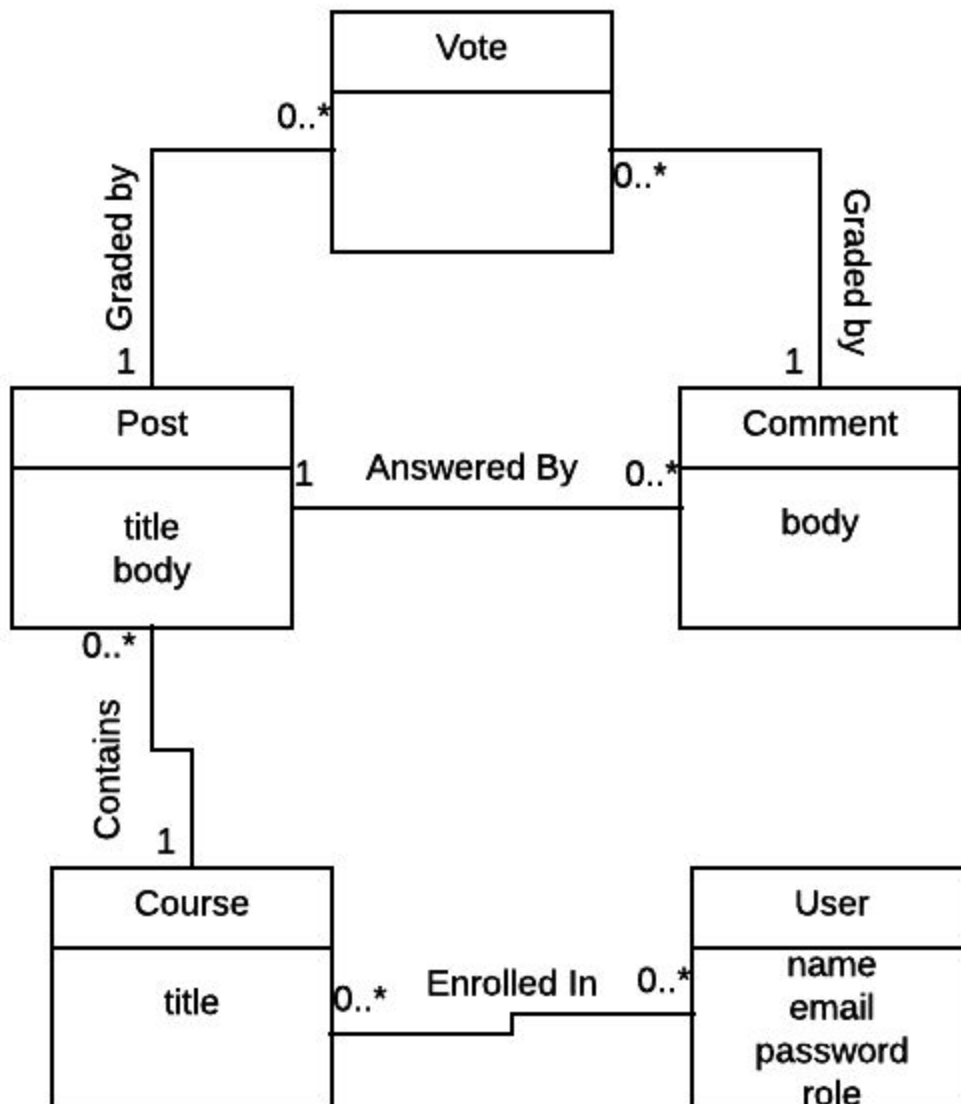 Vote
0..*
0..*
Graded by
Graded by
1
1
Post
Comment
1
Answered By
0..*
title
body
body
0..*
Contains
1
Course
User
title
0..*
Enrolled In
0..*
name
email
password
role